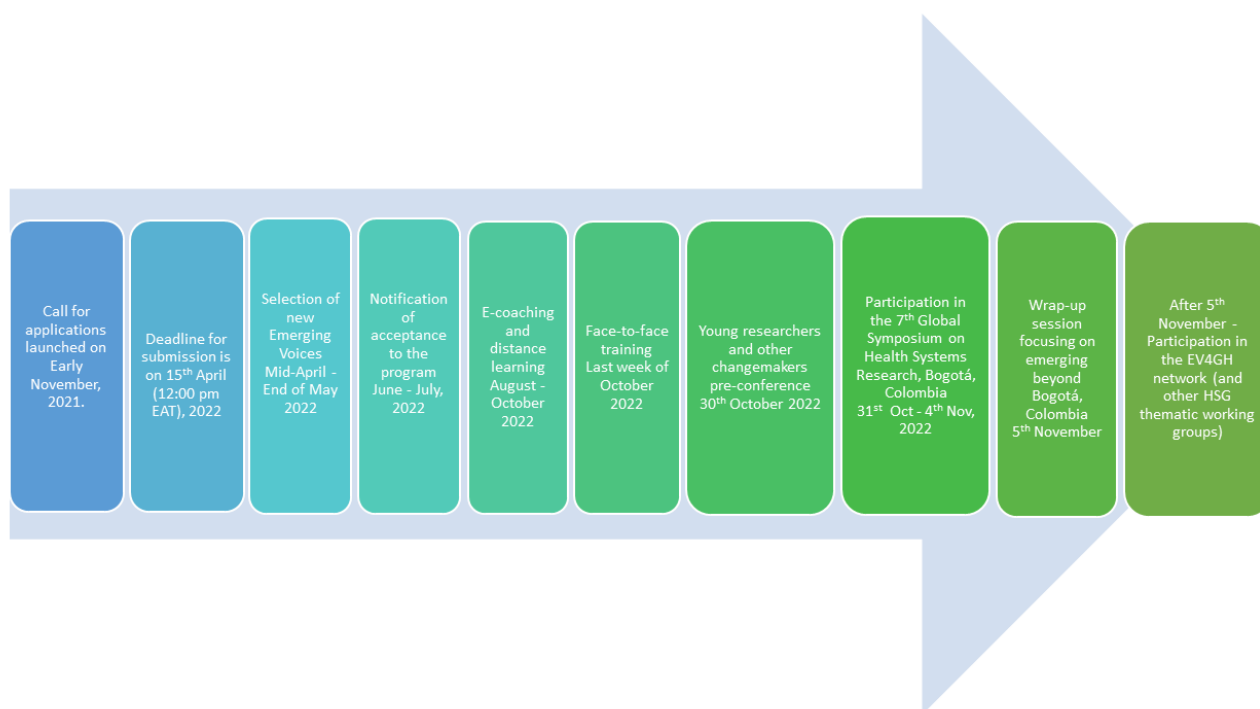 Call for
applications
launched on
Early
November,
2021.
Deadline for
submission is
on 15th April
(12:00 pm
EAT), 2022
Selection of
new
Emerging
Voices
Mid-April -
End of May
2022
Notification
of
acceptance
to the
program
June - July,
2022
E-coaching
and
distance
learning
August -
October
2022
Face-to-face
training
Last week of
October
2022
Young researchers
and other
changemakers
pre-conference
30th October 2022
Participation in
the 7th Global
Symposium on
Health Systems
Research, Bogotá,
Colombia
31st Oct - 4th Nov,
2022
Wrap-up
session
focusing on
emerging
beyond
Bogotá,
Colombia
5th November
After 5th
November -
Participation in
the EV4GH
network (and
other HSG
thematic working
groups)